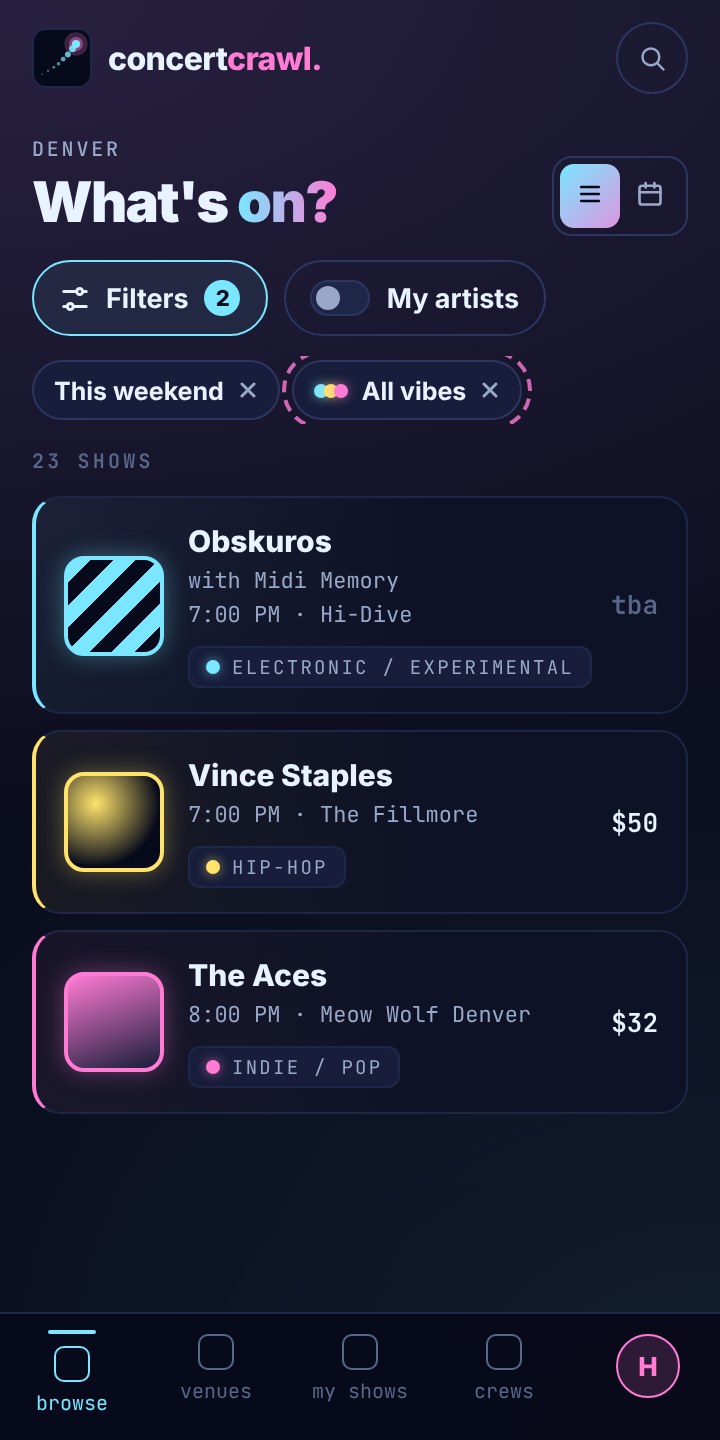 concertcrawl.
DENVER
What's on?
Filters 2
My artists
This weekend ✕
All vibes ✕
23 SHOWS
Obskuros
with Midi Memory
7:00 PM · Hi-Dive
tba
ELECTRONIC / EXPERIMENTAL
Vince Staples
7:00 PM · The Fillmore
$50
HIP-HOP
The Aces
8:00 PM · Meow Wolf Denver
$32
INDIE / POP
browse
venues
my shows
crews
H